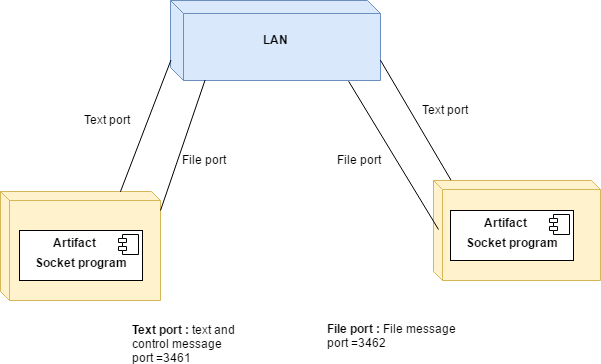 LAN
Text port
Text port
File port
File port
Artifact
Socket program
Artifact
Socket program
Text port : text and
control message
port =3461
File port : File message
port =3462